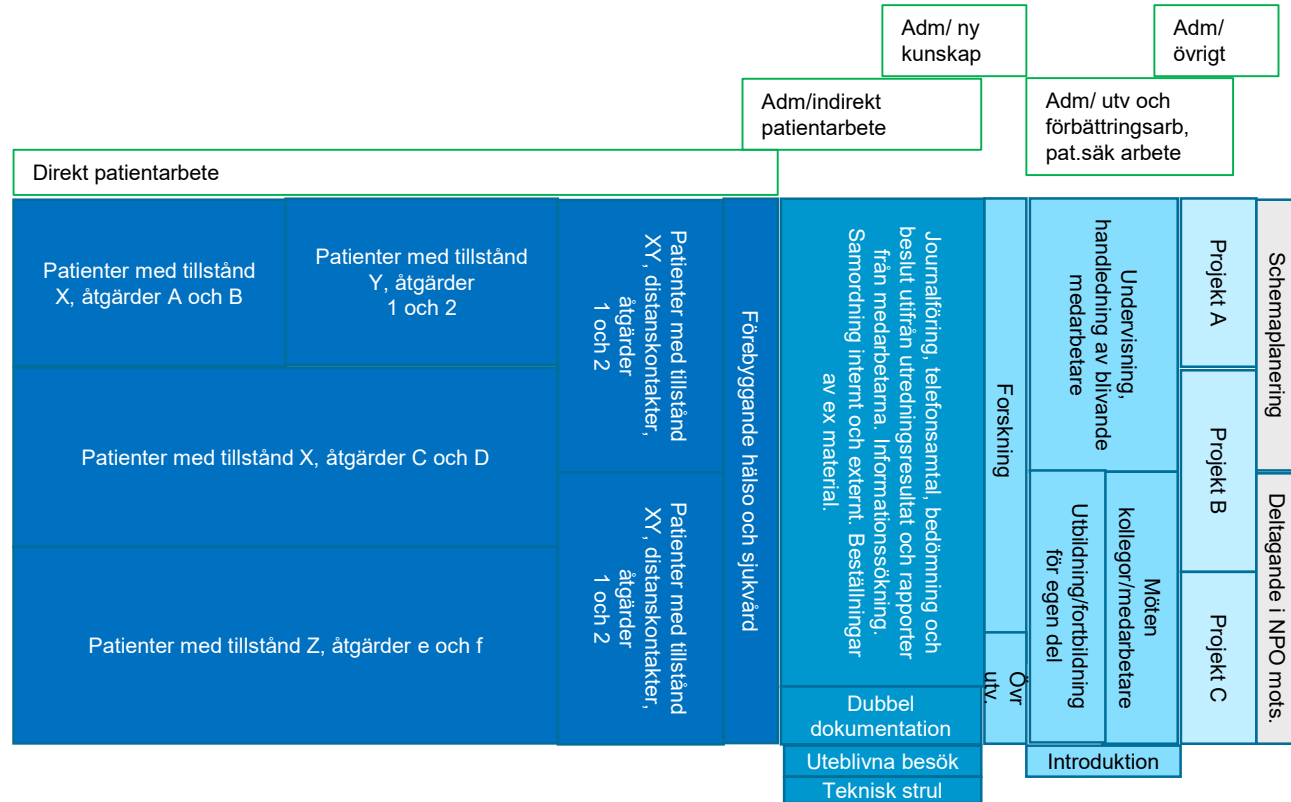 Adm/ ny
kunskap
Adm/
övrigt
Adm/indirekt
patientarbete
Adm/ utv och
förbättringsarb,
pat.säk arbete
Direkt patientarbete
Patienter med tillstånd
X, åtgärder A och B
Patienter med tillstånd
Y, åtgärder
1 och 2
Patienter med tillstånd X, åtgärder C och D
Patienter med tillstånd Z, åtgärder e och f
Patienter med tillstånd
XY, distanskontakter,
åtgärder
1 och 2
Patienter med tillstånd
XY, distanskontakter,
åtgärder
1 och 2
Förebyggande hälso och sjukvård
Journalföring, telefonsamtal, bedömning och
beslut utifrån utredningsresultat och rapporter
från medarbetarna. Informationssökning.
Samordning internt och externt. Beställningar
av ex material.
Dubbel
dokumentation
Uteblivna besök
Teknisk strul
Forskning
Övr
utv.
Undervisning,
handledning av blivande
medarbetare
Möten
kollegor/medarbetare
Utbildning/fortbildning
för egen del
Introduktion
Projekt A
Projekt B
Projekt C
Schemaplanering
Deltagande i NPO mots.